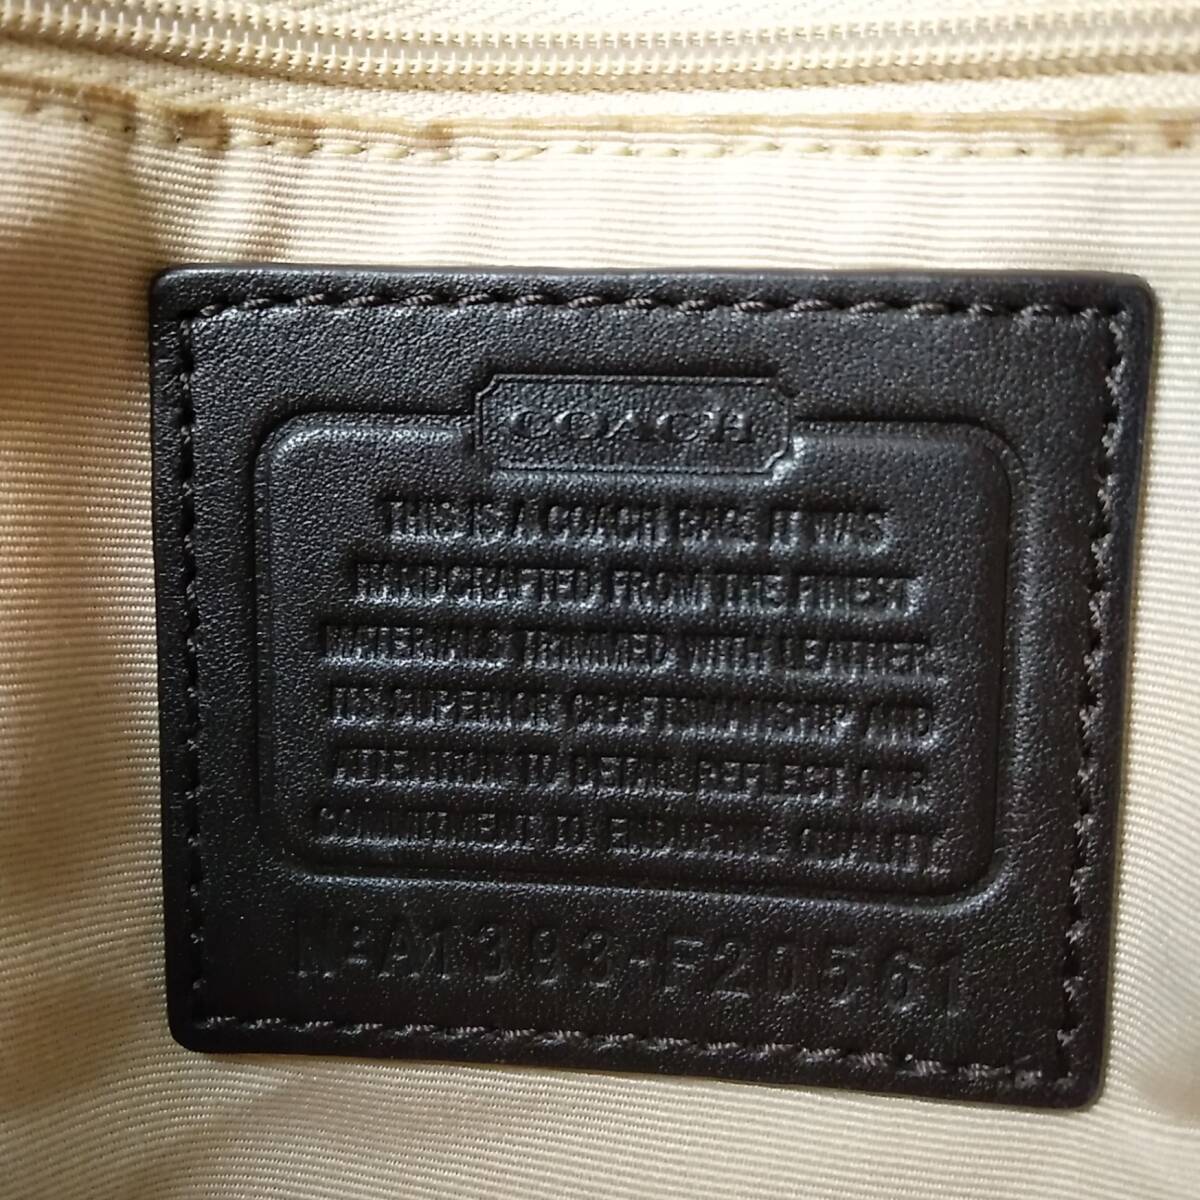 COACH
THIS IS A COACH BAG. IT WAS
HANDCRAFTED FROM THE FINEST
MATERIALS TRIMMED WITH LEATHER.
ITS SUPERIOR CRAFTSMANSHIP AND
ATTENTION TO DETAIL REFLECT OUR
COMMITMENT TO ENDURING QUALITY.
Nº A1393-F20561